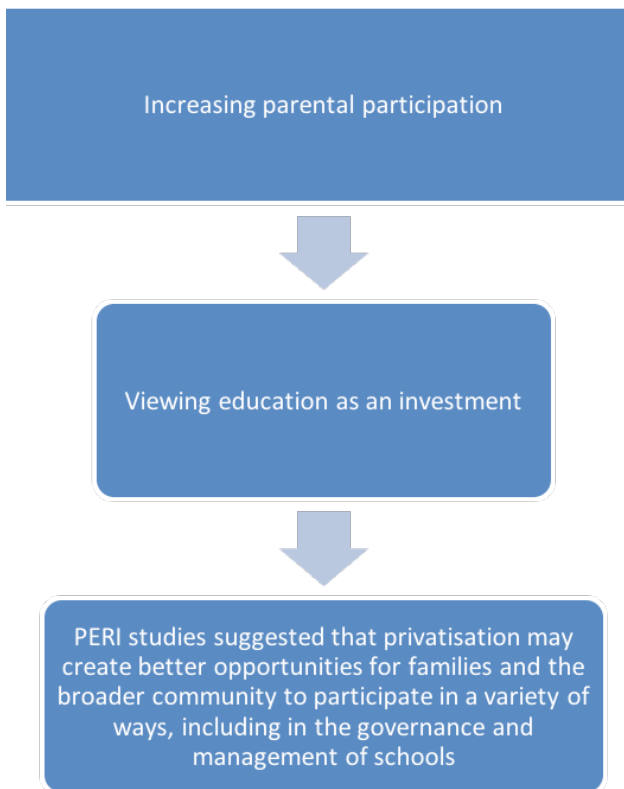 Increasing parental participation
Viewing education as an investment
PERI studies suggested that privatisation may
create better opportunities for families and the
broader community to participate in a variety of
ways, including in the governance and
management of schools